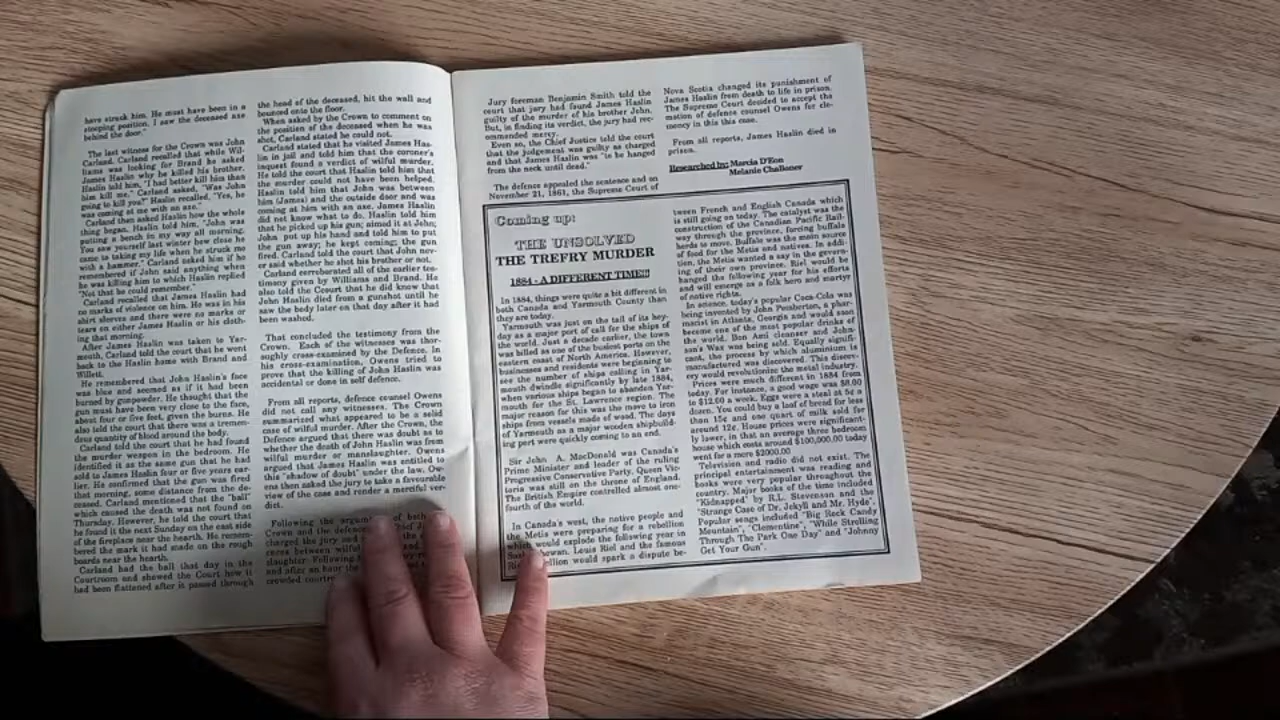 have struck him. He must have been in a
stooping position. I saw the deceased axe
behind the door."
The last witness for the Crown was John
Carland. Carland recalled that while Wil-
liams was looking for Brand he asked
James Haslin why he killed his brother.
Haslin told him, "I had better kill him than
him kill me." Carland asked, "Was John
going to kill you?" Haslin recalled, "Yes, he
was coming at me with an axe."
Carland then asked Haslin how the whole
thing began. Haslin told him, "John was
putting a bench in my way all morning.
You saw yourself last winter how close he
came to taking my life when he struck me
with a hammer." Carland asked him if he
remembered if John said anything when
he was killing him to which Haslin replied
"Not that he could remember."
Carland recalled that James Haslin had
no marks of violence on him. He was in his
shirt sleeves and there were no marks or
tears on either James Haslin or his cloth-
ing that morning.
After James Haslin was taken to Yar-
mouth, Carland told the court that he went
back to the Haslin home with Brand and
Willett.
He remembered that John Haslin's face
was blue and seemed as if it had been
burned by gunpowder. He thought that the
gun must have been very close to the face,
about four or five feet, given the burns. He
also told the court that there was a tremen-
deus quantity of blood around the body.
Carland told the court that he had found
the murder weapon in the bedroom. He
identified it as the same gun that he had
sold to James Haslin four or five years ear-
lier. He confirmed that the gun was fired
that morning, some distance from the de-
ceased. Carland mentioned that the "ball"
which caused the death was not found on
Thursday. However, he told the court that
he found it the next Sunday on the east side
of the fireplace near the hearth. He remem-
bered the mark it had made on the rough
boards near the hearth.
Carland had the ball that day in the
Courtroom and showed the Court how it
had been flattened after it passed through
the head of the deceased, hit the wall and
bounced onto the floor.
When asked by the Crown to comment on
the position of the deceased when he was
shot, Carland stated he could not.
Carland stated that he visited James Has-
lin in jail and told him that the coroner's
inquest found a verdict of wilful murder.
He told the court that Haslin told him that
the murder could not have been helped.
Haslin told him that John was between
him (James) and the outside door and was
coming at him with an axe. James Haslin
did not know what to do. Haslin told him
that he picked up his gun; aimed it at John;
John put up his hand and told him to put
the gun away; he kept coming; the gun
fired. Carland told the court that John nev-
er said whether he shot his brother or not.
Carland corroborated all of the earlier tes-
timony given by Williams and Brand. He
also told the Court that he did know that
John Haslin died from a gunshot until he
saw the body later on that day after it had
been washed.
That concluded the testimony from the
Crown. Each of the witnesses was thor-
oughly cross-examined by the Defence. In
his cross-examination, Owens tried to
prove that the killing of John Haslin was
accidental or done in self defence.
From all reports, defence counsel Owens
did not call any witnesses. The Crown
summarized what appeared to be a solid
case of wilful murder. After the Crown, the
Defence argued that there was doubt as to
whether the death of John Haslin was from
wilful murder or manslaughter. Owens
argued that James Haslin was entitled to
this "shadow of doubt" under the law. Ow-
ens then asked the jury to take a favourable
view of the case and render a merciful ver-
dict.
Following the arguments of both
Crown and the defence
charged the jury and
between wilful
slaughter. Following
and after an hour
crowded
Jury foreman Benjamin Smith told the
court that jury had found James Haslin
guilty of the murder of his brother John.
But, in finding its verdict, the jury had rec-
ommended mercy.
Even so, the Chief Justice told the court
that the judgement was guilty as charged
and that James Haslin was "to be hanged
from the neck until dead."
The defence appealed the sentence and on
November 21, 1861, the Supreme Court of
Nova Scotia changed its punishment of
James Haslin from death to life in prison.
The Supreme Court decided to accept the
mation of defence counsel Owens for cle-
mency in this case.
From all reports, James Haslin died in
prison.
Researched by: Marcia D'Eon
Melanie Challoner
Coming up:
THE UNSOLVED
THE TREFRY MURDER
1884 - A DIFFERENT TIME!!
In 1884, things were quite a bit different in
both Canada and Yarmouth County than
they are today.
Yarmouth was just on the tail of its hey-
day as a major port of call for the ships of
the world. Just a decade earlier, the town
was billed as one of the busiest ports on the
eastern coast of North America. However,
businesses and residents were beginning to
see the number of ships calling in Yar-
mouth dwindle significantly by late 1884,
when various ships began to abandon Yar-
mouth for the St. Lawrence region. The
major reason for this was the move to iron
ships from vessels made of wood. The days
of Yarmouth as a major wooden shipbuild-
ing port were quickly coming to an end.
Sir John A. MacDonald was Canada's
Prime Minister and leader of the ruling
Progressive Conservative Party. Queen Vic-
toria was still on the throne of England.
The British Empire controlled almost one-
fourth of the world.
In Canada's west, the native people and
the Metis were preparing for a rebellion
which would explode the following year in
Louis Riel and the famous
would spark a dispute be-
tween French and English Canada which
is still going on today. The catalyst was the
construction of the Canadian Pacific Rail-
way through the province, forcing buffalo
herds to move. Buffalo was the main source
of food for the Metis and natives. In addi-
tion, the Metis wanted a say in the govern-
ing of their own province. Riel would be
hanged the following year for his efforts
and will emerge as a folk hero and martyr
of native rights.
In science, today's popular Coca-Cola was
being invented by John Pemberton, a phar-
macist in Atlanta, Georgia and would soon
become one of the most popular drinks of
the world. Bon Ami cleanser and John-
son's Wax was being sold. Equally signifi-
cant, the process by which aluminium is
manufactured was discovered. This discov-
ery would revolutionize the metal industry.
Prices were much different in 1884 from
today. For instance, a good wage was $8.00
to $12.60 a week. Eggs were a steal at 5¢ a
dozen. You could buy a loaf of bread for less
than 15¢ and one quart of milk sold for
around 12¢. House prices were significant-
ly lower, in that an average three bedroom
house which costs around $100,000.00 today
went for a mere $2000.00
Television and radio did not exist. The
principal entertainment was reading and
books were very popular throughout the
country. Major books of the time included
"Kidnapped" by R.L. Stevenson and the
"Strange Case of Dr. Jekyll and Mr. Hyde".
Popular songs included "Big Rock Candy
Mountain", "Clementine", "While Strolling
Through The Park One Day" and "Johnny
Get Your Gun".